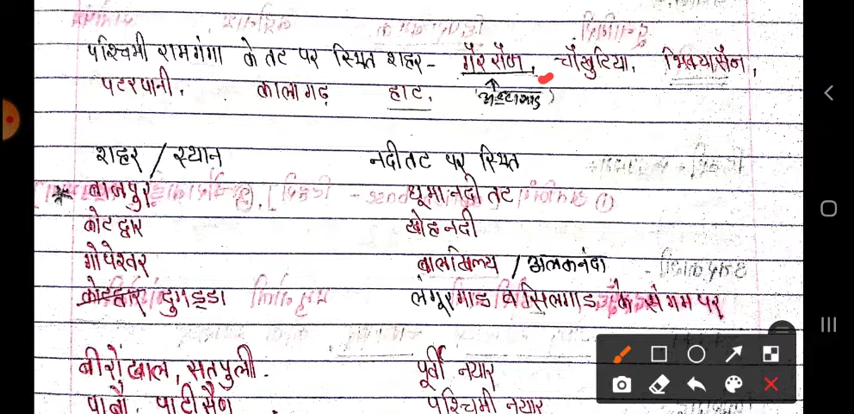 पश्चिमी रामगंगा के तट पर स्थित शहर - गैरसैंण, चौखुटिया, भिकियासैन,
पटरपानी, कालागढ़ हाट,
शहर / स्थान नदी तट पर स्थित
* बाजपुर घूमा नदी तट
कोटद्वार खोह नदी
गोपेश्वर बालखिल्य / अलकनंदा
कोटद्वार दुगड्डा लंगूरगाड व सिलगाड के संगम पर
बीरोंखाल, सतपुली. पूर्वी नयार
पाबौ, पाटीसैंण पश्चिमी नयार